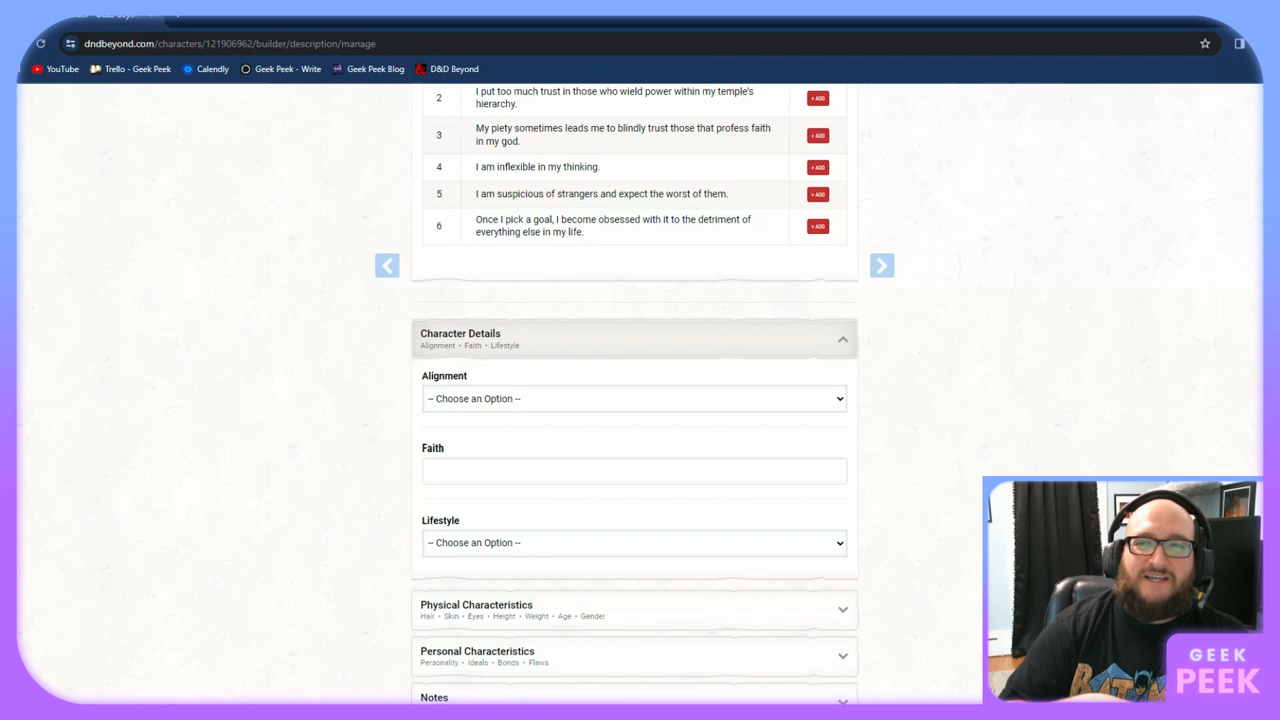 dndbeyond.com/characters/121906962/builder/description/manage
YouTube Trello - Geek Peek Calendly Geek Peek - Write Geek Peek Blog D&D Beyond
2 I put too much trust in those who wield power within my temple's
hierarchy.
+ ADD
3 My piety sometimes leads me to blindly trust those that profess faith
in my god.
+ ADD
4 I am inflexible in my thinking. + ADD
5 I am suspicious of strangers and expect the worst of them. + ADD
6 Once I pick a goal, I become obsessed with it to the detriment of
everything else in my life.
+ ADD
Character Details
Alignment • Faith • Lifestyle
Alignment
-- Choose an Option --
Faith
Lifestyle
-- Choose an Option --
Physical Characteristics
Hair • Skin • Eyes • Height • Weight • Age • Gender
Personal Characteristics
Personality • Ideals • Bonds • Flaws
Notes
GEEK
PEEK